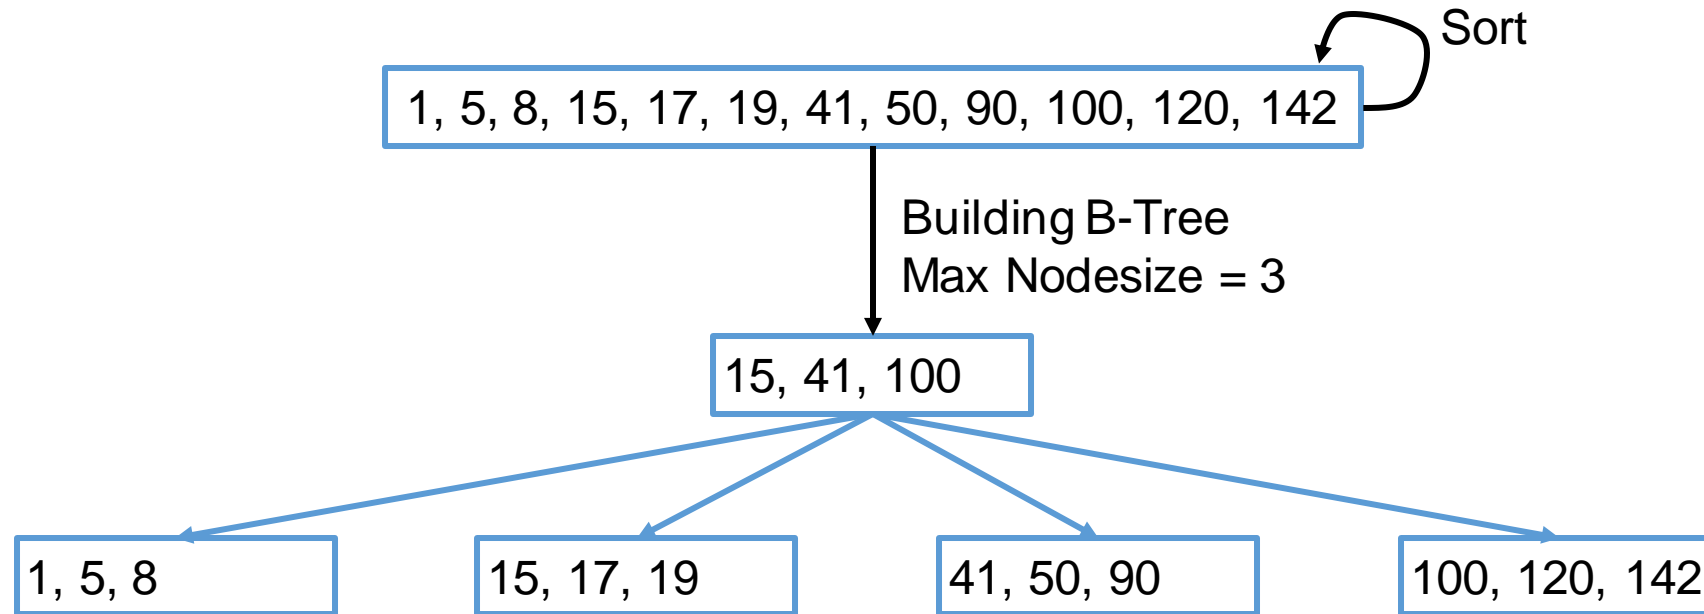 Sort
1, 5, 8, 15, 17, 19, 41, 50, 90, 100, 120, 142
Building B-Tree
Max Nodesize = 3
15, 41, 100
1, 5, 8
15, 17, 19
41, 50, 90
100, 120, 142